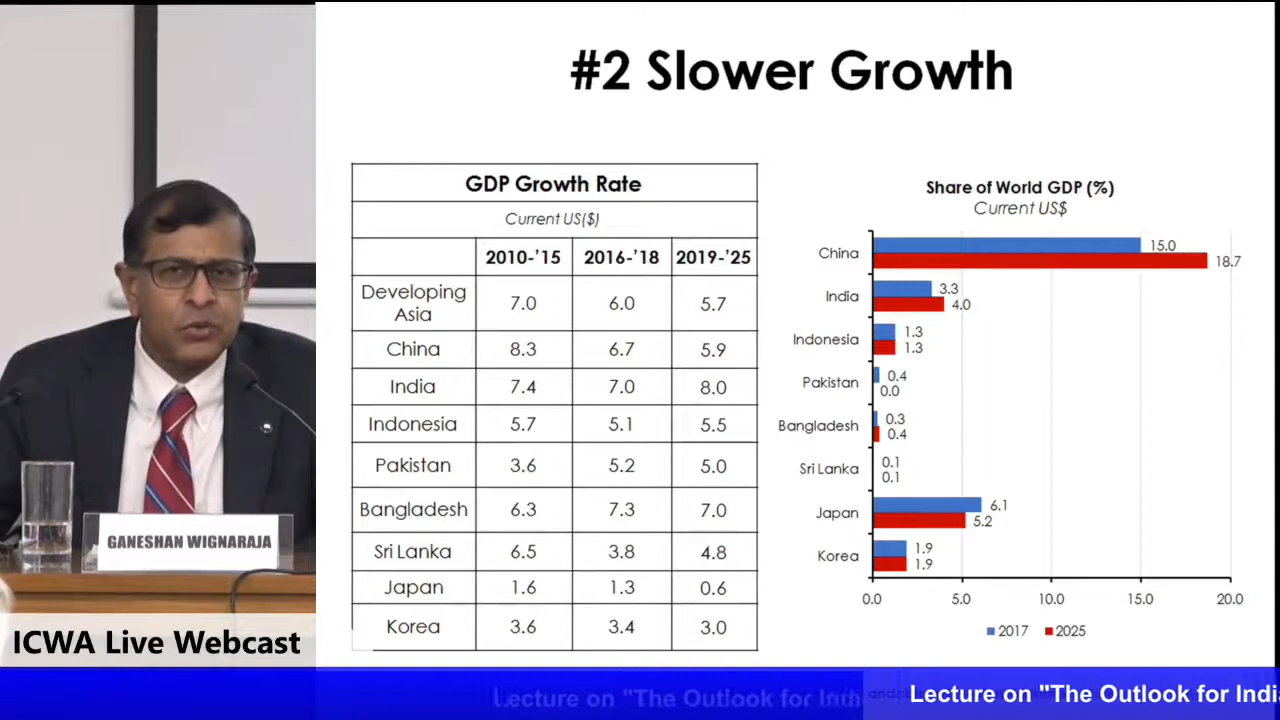 #2 Slower Growth
GDP Growth Rate
Current US($)
2010-'15 2016-'18 2019-'25
Developing
Asia 7.0 6.0 5.7
China 8.3 6.7 5.9
India 7.4 7.0 8.0
Indonesia 5.7 5.1 5.5
Pakistan 3.6 5.2 5.0
Bangladesh 6.3 7.3 7.0
Sri Lanka 6.5 3.8 4.8
Japan 1.6 1.3 0.6
Korea 3.6 3.4 3.0
Share of World GDP (%)
Current US$
China 15.0
18.7
India 3.3
4.0
Indonesia 1.3
1.3
Pakistan 0.4
0.0
Bangladesh 0.3
0.4
Sri Lanka 0.1
0.1
Japan 6.1
5.2
Korea 1.9
1.9
0.0 5.0 10.0 15.0 20.0
2017 2025
GANESHAN WIGNARAJA
ICWA Live Webcast
Lecture on "The Outlook for Indi
Lecture on "The Outlook for Indi